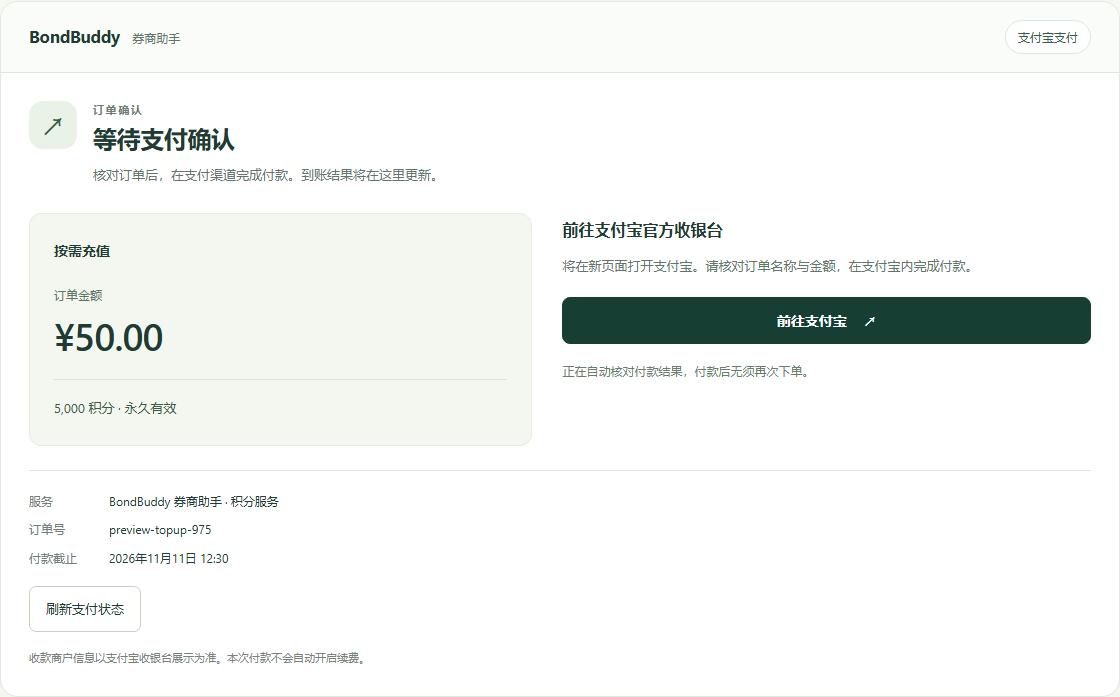 BondBuddy 券商助手
支付宝支付
订单确认
等待支付确认
核对订单后，在支付渠道完成付款。到账结果将在这里更新。
按需充值
订单金额
¥50.00
5,000 积分 · 永久有效
前往支付宝官方收银台
将在新页面打开支付宝。请核对订单名称与金额，在支付宝内完成付款。
前往支付宝 ↗
正在自动核对付款结果，付款后无须再次下单。
服务 BondBuddy 券商助手 · 积分服务
订单号 preview-topup-975
付款截止 2026年11月11日 12:30
刷新支付状态
收款商户信息以支付宝收银台展示为准。本次付款不会自动开启续费。